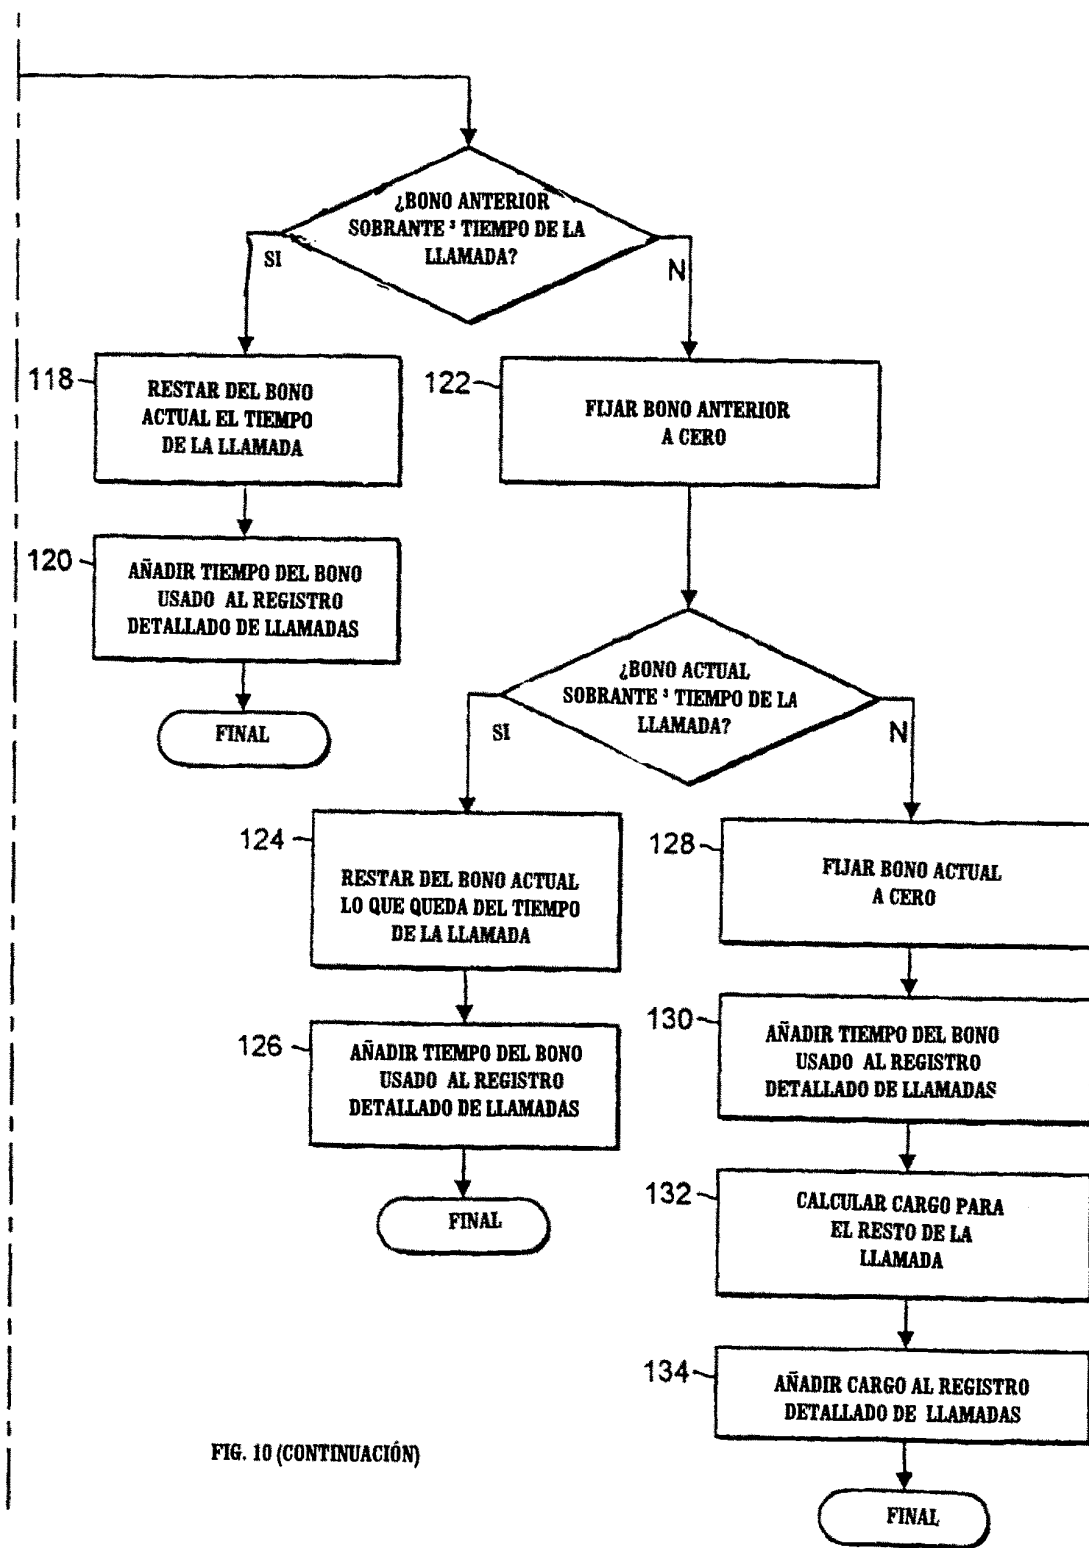 ¿BONO ANTERIOR
SOBRANTE ³ TIEMPO DE LA
LLAMADA?
SI
N
118
RESTAR DEL BONO
ACTUAL EL TIEMPO
DE LA LLAMADA
122
FIJAR BONO ANTERIOR
A CERO
120
AÑADIR TIEMPO DEL BONO
USADO AL REGISTRO
DETALLADO DE LLAMADAS
FINAL
¿BONO ACTUAL
SOBRANTE ³ TIEMPO DE LA
LLAMADA?
SI
N
124
RESTAR DEL BONO ACTUAL
LO QUE QUEDA DEL TIEMPO
DE LA LLAMADA
128
FIJAR BONO ACTUAL
A CERO
126
AÑADIR TIEMPO DEL BONO
USADO AL REGISTRO
DETALLADO DE LLAMADAS
FINAL
130
AÑADIR TIEMPO DEL BONO
USADO AL REGISTRO
DETALLADO DE LLAMADAS
132
CALCULAR CARGO PARA
EL RESTO DE LA
LLAMADA
134
AÑADIR CARGO AL REGISTRO
DETALLADO DE LLAMADAS
FINAL
FIG. 10 (CONTINUACIÓN)